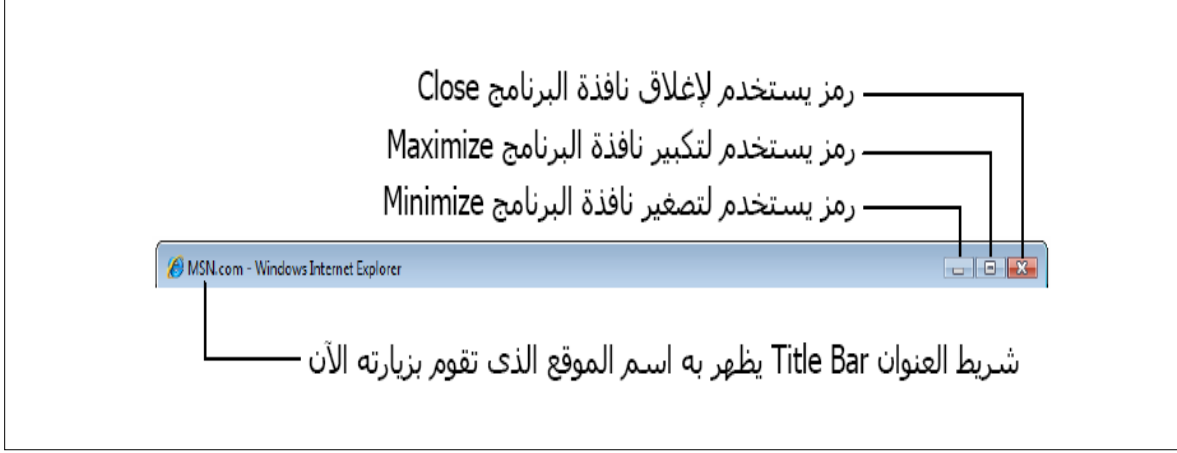 رمز يستخدم لإغلاق نافذة البرنامج Close
رمز يستخدم لتكبير نافذة البرنامج Maximize
رمز يستخدم لتصغير نافذة البرنامج Minimize
MSN.com - Windows Internet Explorer
شريط العنوان Title Bar يظهر به اسم الموقع الذى تقوم بزيارته الآن